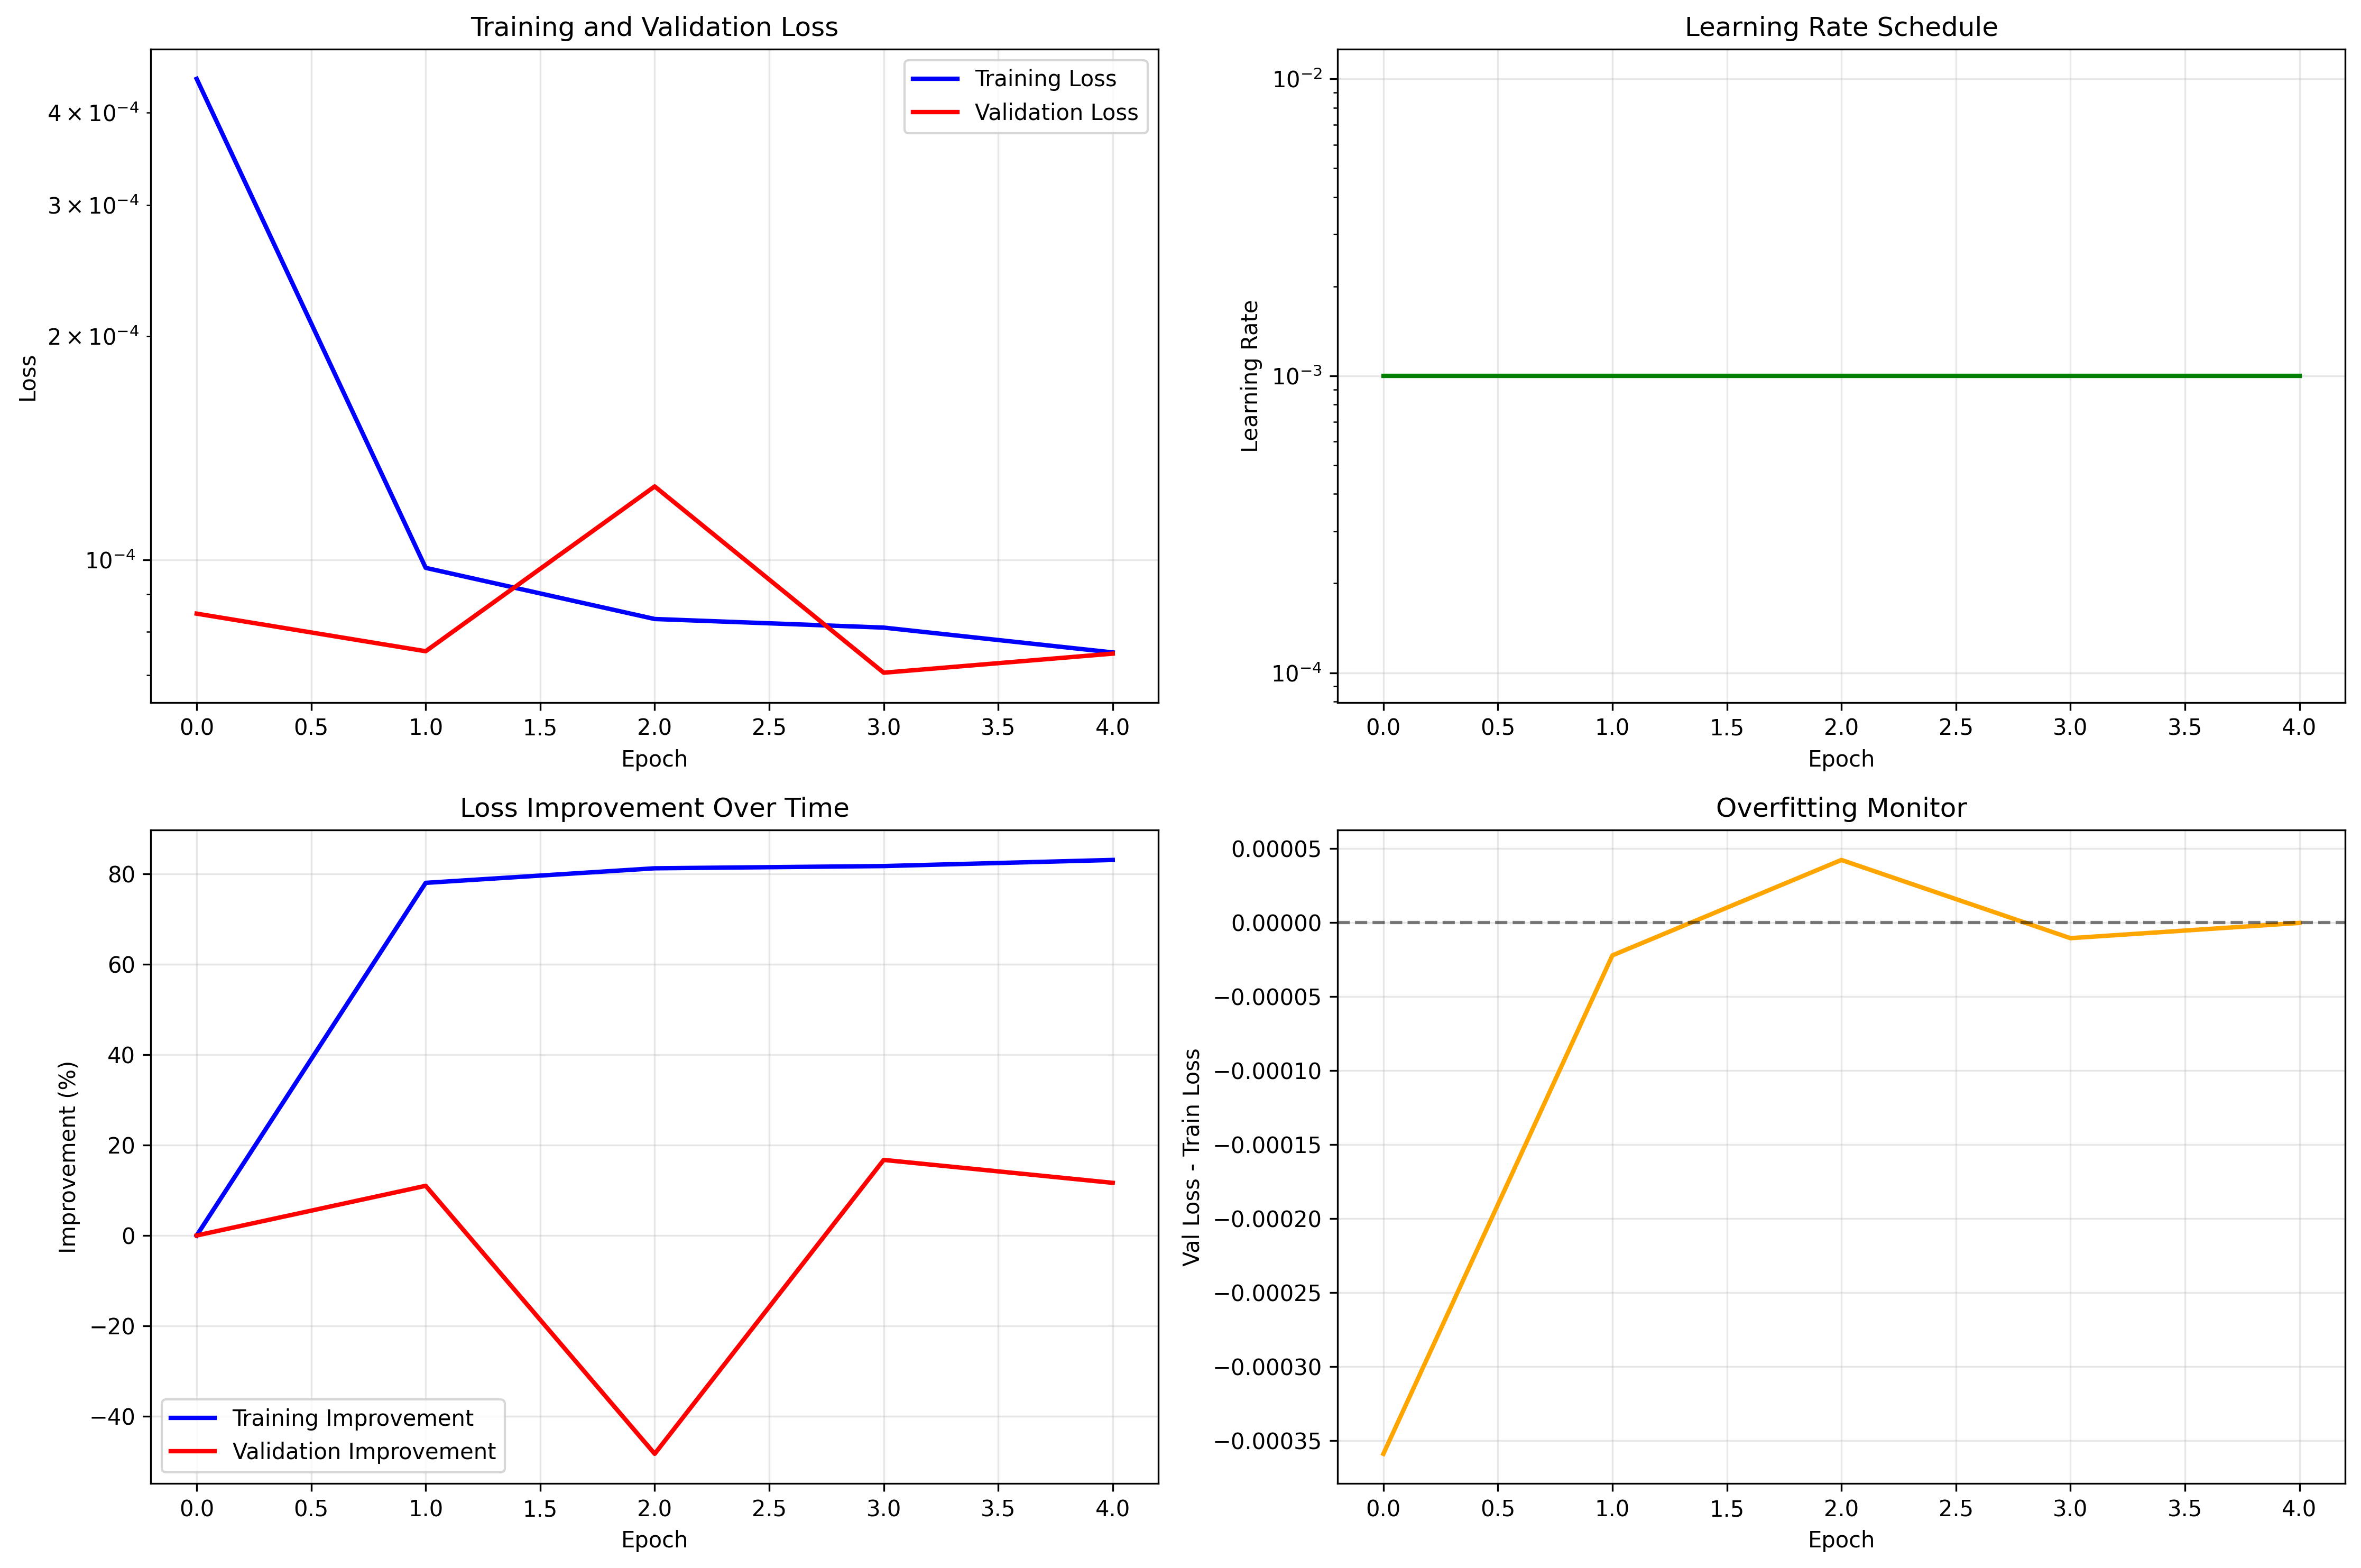 Training and Validation Loss
4 × 10⁻⁴
3 × 10⁻⁴
2 × 10⁻⁴
10⁻⁴
Loss
Training Loss
Validation Loss
0.0 0.5 1.0 1.5 2.0 2.5 3.0 3.5 4.0
Epoch
Learning Rate Schedule
10⁻²
10⁻³
10⁻⁴
Learning Rate
0.0 0.5 1.0 1.5 2.0 2.5 3.0 3.5 4.0
Epoch
Loss Improvement Over Time
80
60
40
20
0
−20
−40
Improvement (%)
Training Improvement
Validation Improvement
0.0 0.5 1.0 1.5 2.0 2.5 3.0 3.5 4.0
Epoch
Overfitting Monitor
0.00005
0.00000
−0.00005
−0.00010
−0.00015
−0.00020
−0.00025
−0.00030
−0.00035
Val Loss - Train Loss
0.0 0.5 1.0 1.5 2.0 2.5 3.0 3.5 4.0
Epoch